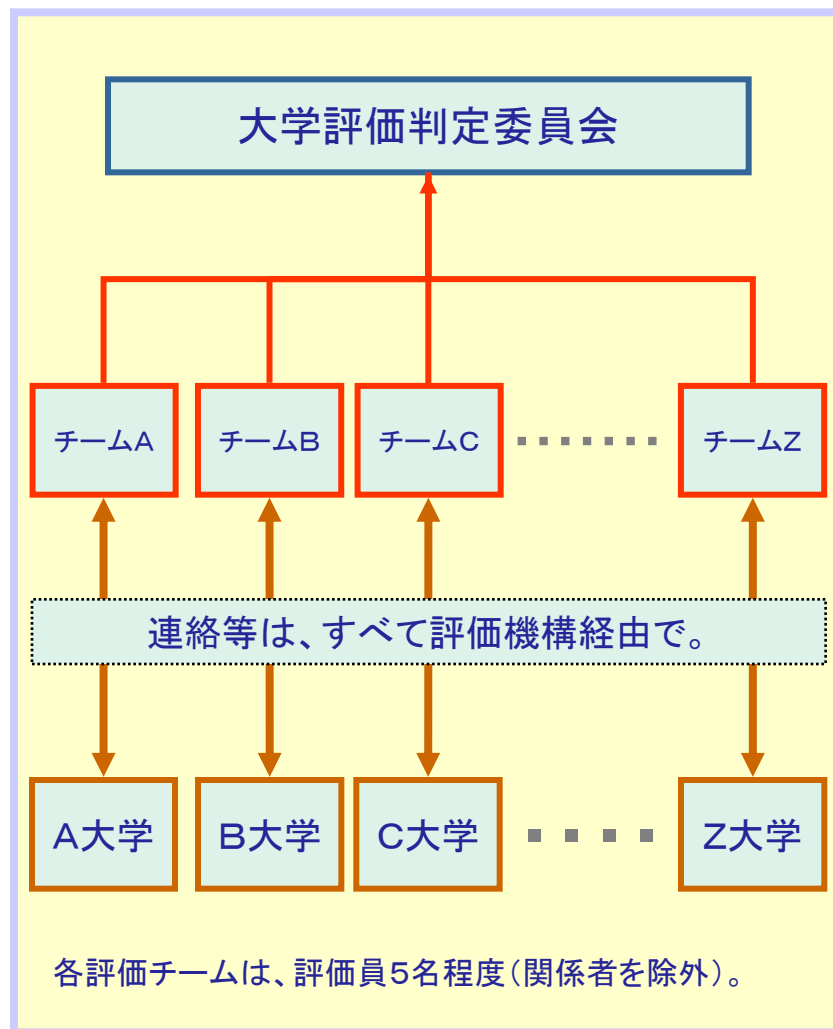 大学評価判定委員会
チームA
チームB
チームC
チームZ
連絡等は、すべて評価機構経由で。
A大学
B大学
C大学
Z大学
各評価チームは、評価員5名程度(関係者を除外)。